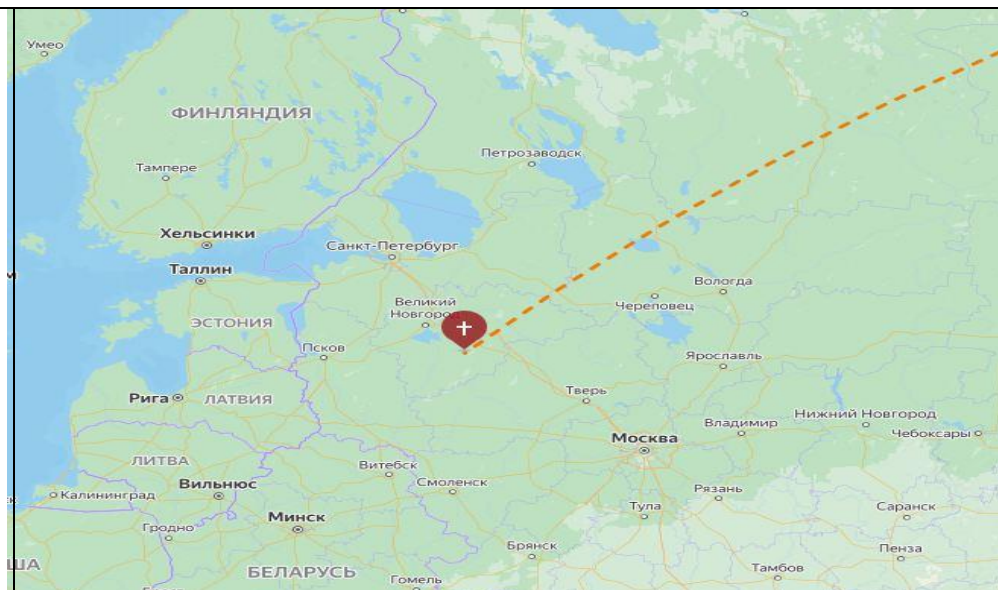 Умео
ФИНЛЯНДИЯ
Петрозаводск
Тампере
Хельсинки
Санкт-Петербург
Таллин
Вологда
Великий
Новгород
Череповец
ЭСТОНИЯ
Псков
Ярославль
Тверь
Рига
ЛАТВИЯ
Нижний Новгород
Владимир
Чебоксары
Москва
ЛИТВА
Витебск
Вильнюс
Смоленск
Калининград
Рязань
Тула
Саранск
Минск
Гродно
Брянск
Пенза
ША
БЕЛАРУСЬ
Тамбов
Гомель